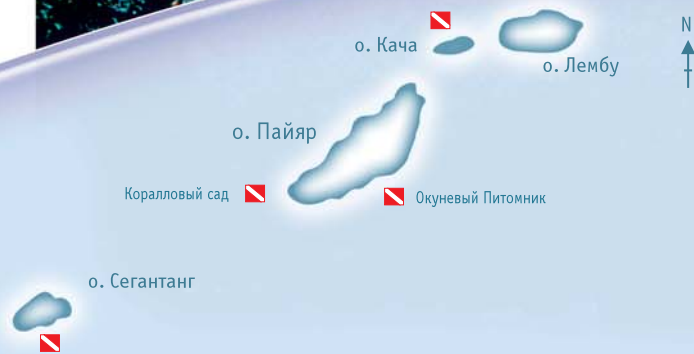 N
о. Кача
о. Лембу
о. Пайяр
Коралловый сад
Окуневый Питомник
о. Сегантанг